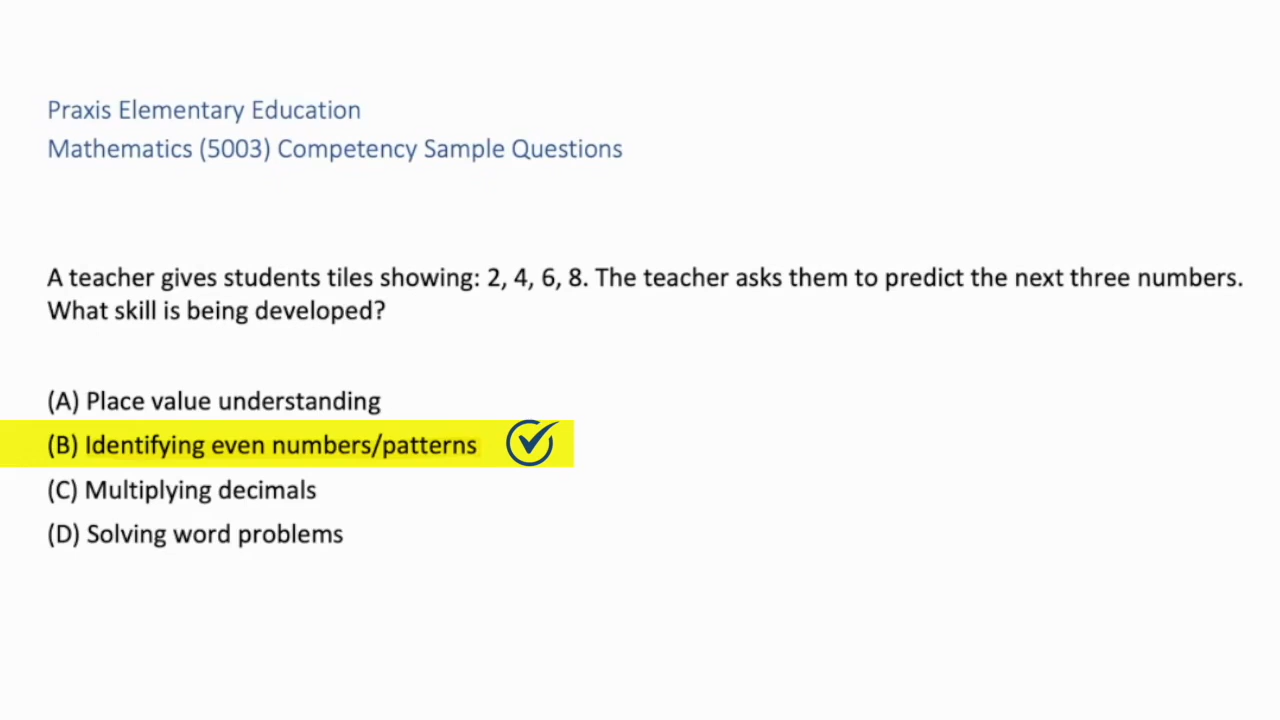 Praxis Elementary Education
Mathematics (5003) Competency Sample Questions
A teacher gives students tiles showing: 2, 4, 6, 8. The teacher asks them to predict the next three numbers.
What skill is being developed?
(A) Place value understanding
(B) Identifying even numbers/patterns
(C) Multiplying decimals
(D) Solving word problems